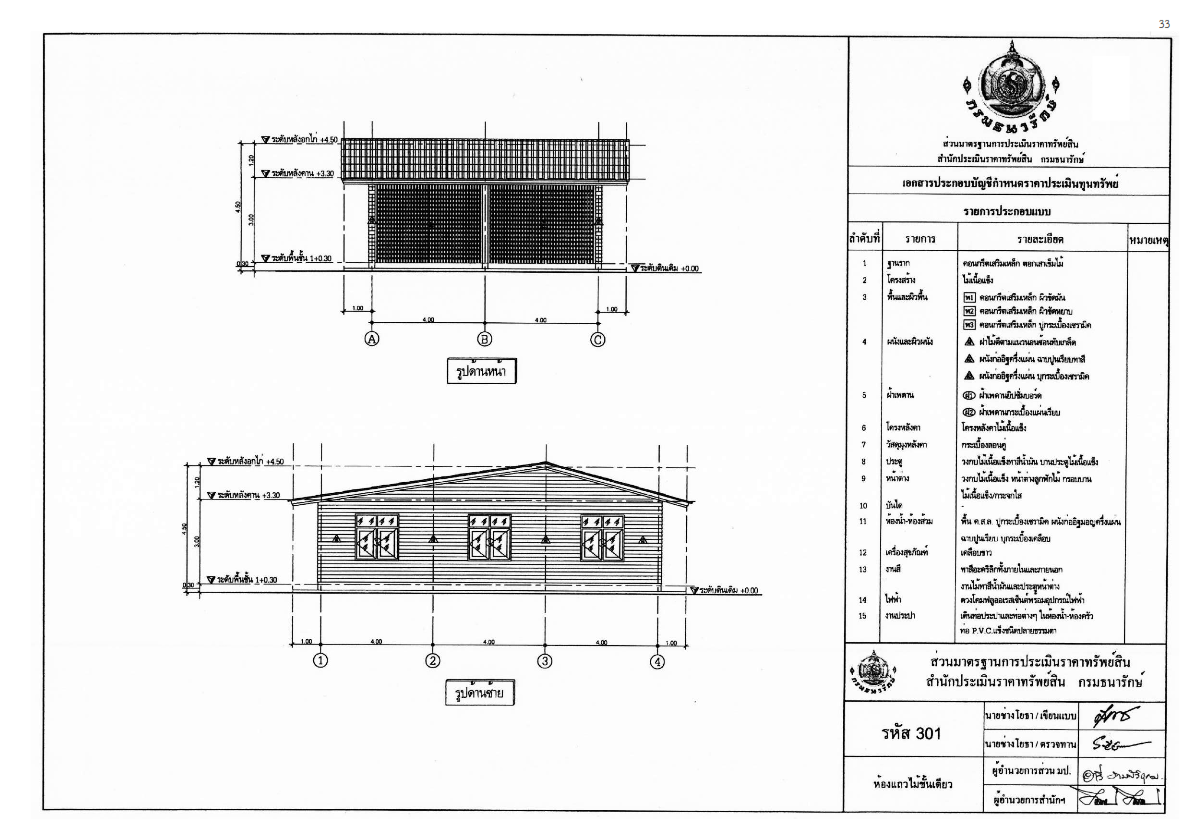 33
ระดับหลังอกไก่ +4.50
ระดับหลังคาน +3.30
1.20
4.50
3.00
ระดับพื้นชั้น 1+0.30
0.30
ระดับดินเดิม +0.00
1.00
4.00
4.00
1.00
A
B
C
รูปด้านหน้า
ระดับหลังอกไก่ +4.50
1.20
ระดับหลังคาน +3.30
4.50
3.00
ระดับพื้นชั้น 1+0.30
0.30
ระดับดินเดิม +0.00
1.00
4.00
4.00
4.00
1.00
1
2
3
4
รูปด้านซ้าย
กรมธนารักษ์
ส่วนมาตรฐานการประเมินราคาทรัพย์สิน
สำนักประเมินราคาทรัพย์สิน กรมธนารักษ์
เอกสารประกอบบัญชีกำหนดราคาประเมินทุนทรัพย์
รายการประกอบแบบ
ลำดับที่ รายการ รายละเอียด หมายเหตุ
1 ฐานราก คอนกรีตเสริมเหล็ก ตอกเสาเข็มไม้
2 โครงสร้าง ไม้เนื้อแข็ง
3 พื้นและผิวพื้น พ1 คอนกรีตเสริมเหล็ก ผิวขัดมัน
พ2 คอนกรีตเสริมเหล็ก ผิวขัดหยาบ
พ3 คอนกรีตเสริมเหล็ก ปูกระเบื้องเซรามิค
4 ผนังและผิวผนัง ฝาไม้ตีตามแนวนอนซ้อนทับเกล็ด
ผนังก่ออิฐครึ่งแผ่น ฉาบปูนเรียบทาสี
ผนังก่ออิฐครึ่งแผ่น บุกระเบื้องเซรามิค
5 ฝ้าเพดาน ฝ1 ฝ้าเพดานยิปซั่มบอร์ด
ฝ2 ฝ้าเพดานกระเบื้องแผ่นเรียบ
6 โครงหลังคา โครงหลังคาไม้เนื้อแข็ง
7 วัสดุมุงหลังคา กระเบื้องลอนคู่
8 ประตู วงกบไม้เนื้อแข็งทาสีน้ำมัน บานประตูไม้เนื้อแข็ง
9 หน้าต่าง วงกบไม้เนื้อแข็ง หน้าต่างลูกฟักไม้ กรอบบาน
ไม้เนื้อแข็ง/กระจกใส
10 บันได -
11 ห้องน้ำ-ห้องส้วม พื้น ค.ส.ล. ปูกระเบื้องเซรามิค ผนังก่ออิฐมอญครึ่งแผ่น
ฉาบปูนเรียบ บุกระเบื้องเคลือบ
12 เครื่องสุขภัณฑ์ เคลือบขาว
13 งานสี ทาสีอะคริลิกทั้งภายในและภายนอก
งานไม้ทาสีน้ำมันและประตูหน้าต่าง
14 ไฟฟ้า ดวงโคมฟลูออเรสเซ็นต์พร้อมอุปกรณ์ไฟฟ้า
15 งานประปา เดินท่อประปาและท่อต่างๆ ในห้องน้ำ-ห้องครัว
ท่อ P.V.C.แข็งชนิดปลายธรรมดา
ส่วนมาตรฐานการประเมินราคาทรัพย์สิน
สำนักประเมินราคาทรัพย์สิน กรมธนารักษ์
รหัส 301
นายช่างโยธา / เขียนแบบ
นายช่างโยธา / ตรวจทาน
ห้องแถวไม้ชั้นเดียว
ผู้อำนวยการส่วน มป.
ผู้อำนวยการสำนักฯ